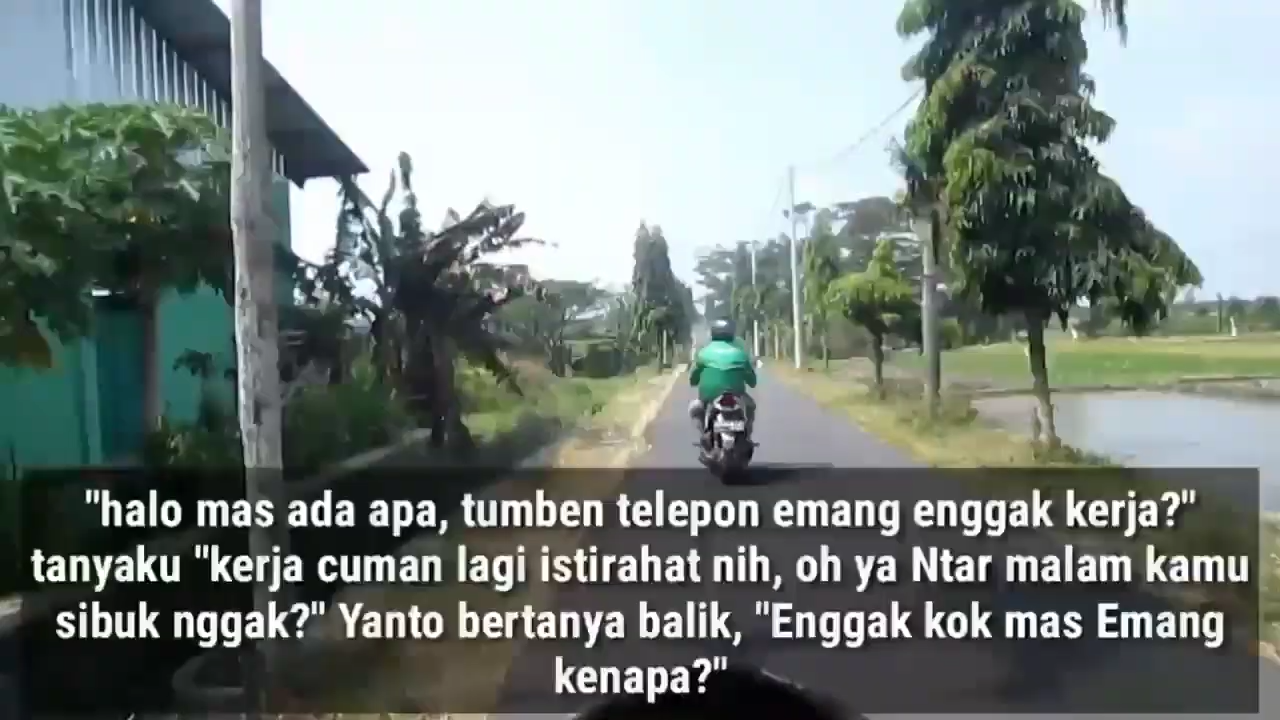 "halo mas ada apa, tumben telepon emang enggak kerja?"
tanyaku "kerja cuman lagi istirahat nih, oh ya Ntar malam kamu
sibuk nggak?" Yanto bertanya balik, "Enggak kok mas Emang
kenapa?"